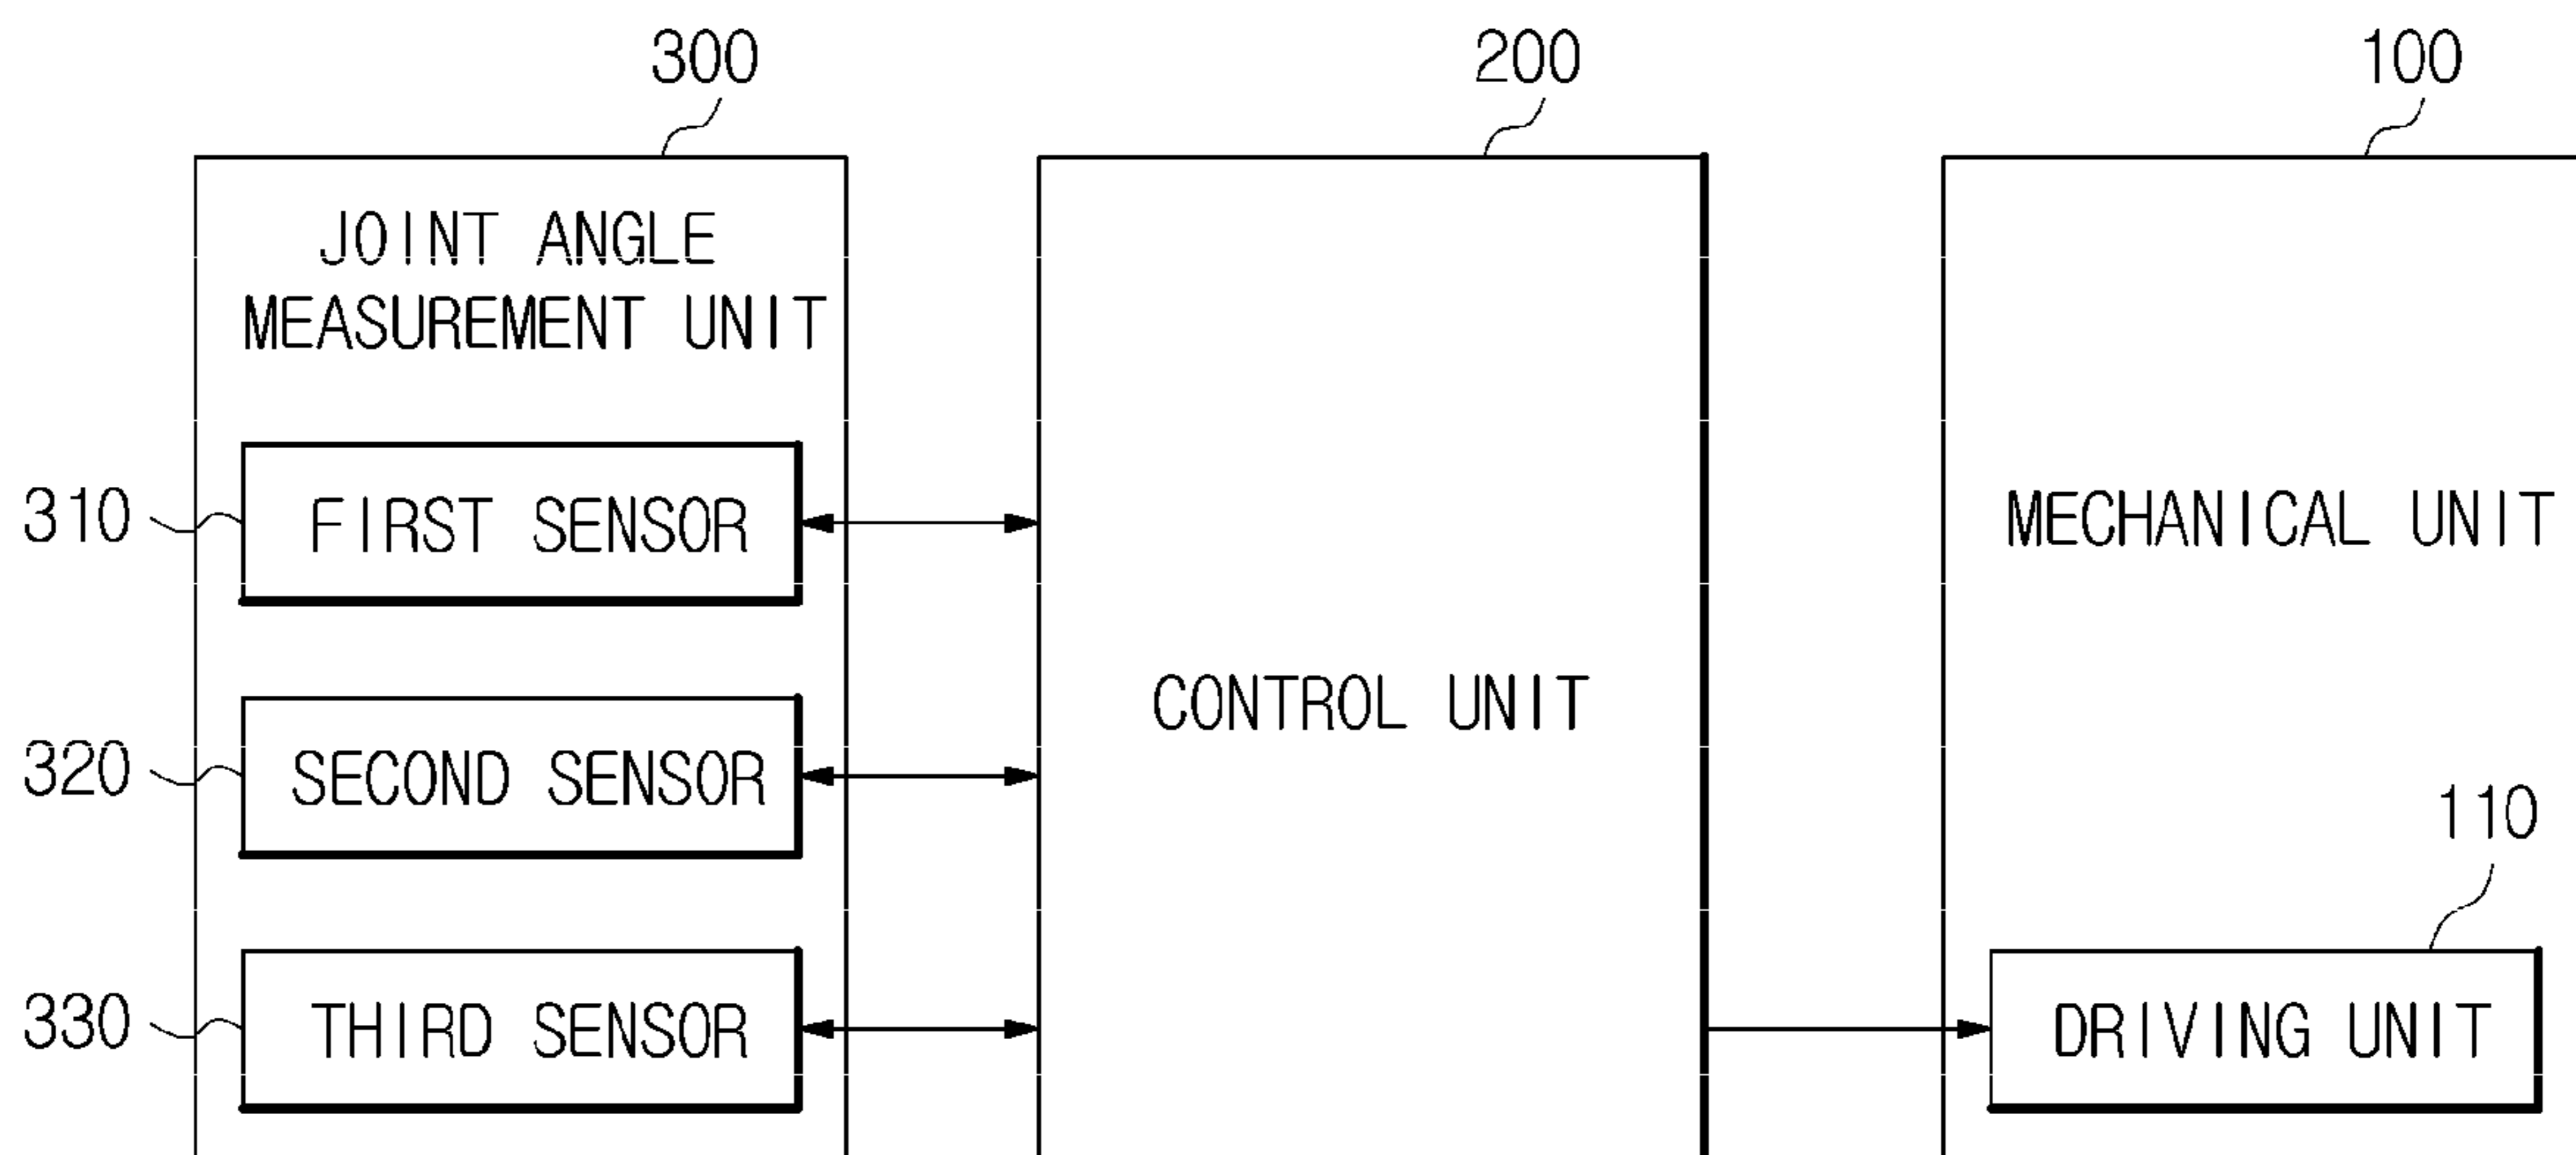 300
200
100
JOINT ANGLE
MEASUREMENT UNIT
310
FIRST SENSOR
MECHANICAL UNIT
CONTROL UNIT
320
SECOND SENSOR
110
330
THIRD SENSOR
DRIVING UNIT